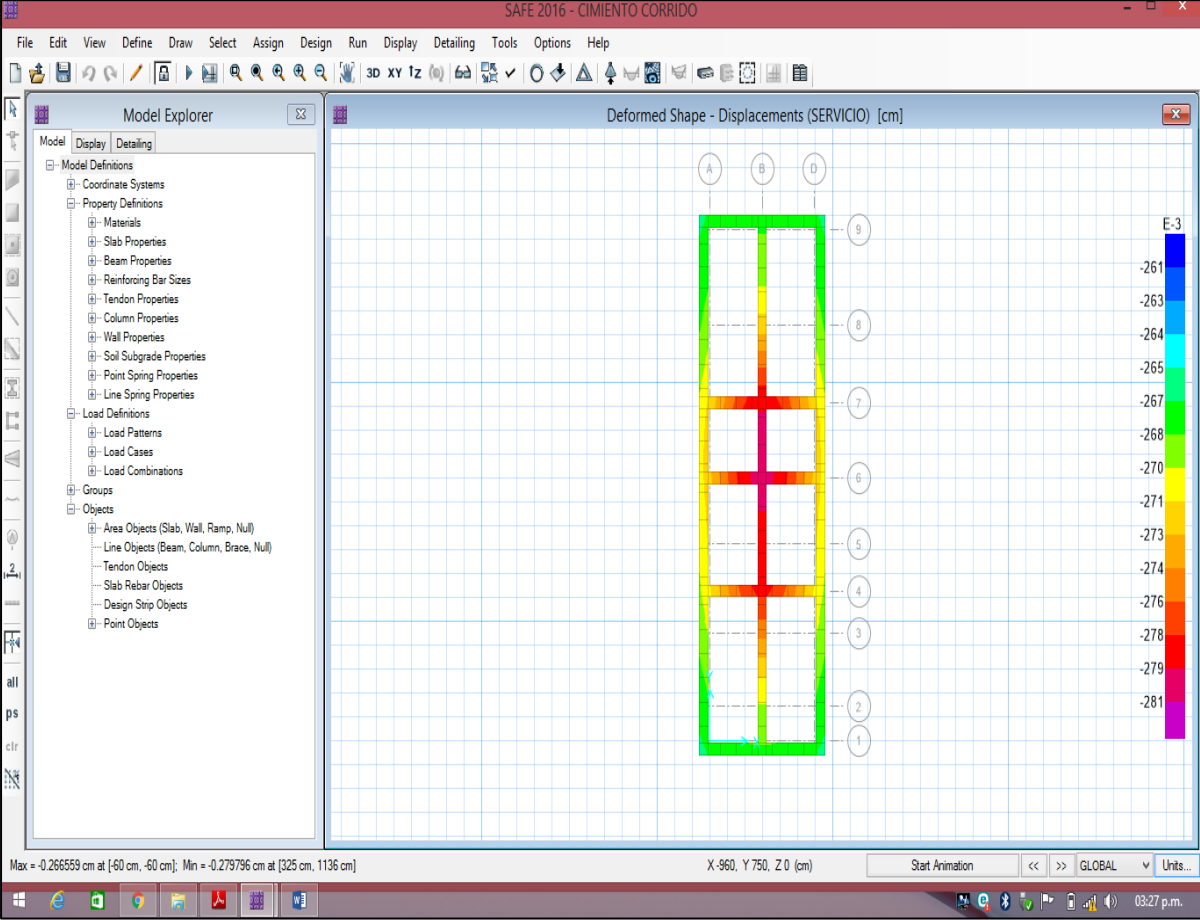 SAFE 2016 - CIMIENTO CORRIDO
File Edit View Define Draw Select Assign Design Run Display Detailing Tools Options Help
3D XY
Model Explorer
Model Display Detailing
Model Definitions
Coordinate Systems
Property Definitions
Materials
Slab Properties
Beam Properties
Reinforcing Bar Sizes
Tendon Properties
Column Properties
Wall Properties
Soil Subgrade Properties
Point Spring Properties
Line Spring Properties
Load Definitions
Load Patterns
Load Cases
Load Combinations
Groups
Objects
Area Objects (Slab, Wall, Ramp, Null)
Line Objects (Beam, Column, Brace, Null)
Tendon Objects
Slab Rebar Objects
Design Strip Objects
Point Objects
all
ps
clr
Deformed Shape - Displacements (SERVICIO) [cm]
A B D
9
8
7
6
5
4
3
2
1
E-3
-261
-263
-264
-265
-267
-268
-270
-271
-273
-274
-276
-278
-279
-281
Max = -0.266559 cm at [-60 cm, -60 cm]; Min = -0.279796 cm at [325 cm, 1136 cm]
X -960, Y 750, Z 0 (cm)
Start Animation
<< >>
GLOBAL
Units...
03:27 p.m.